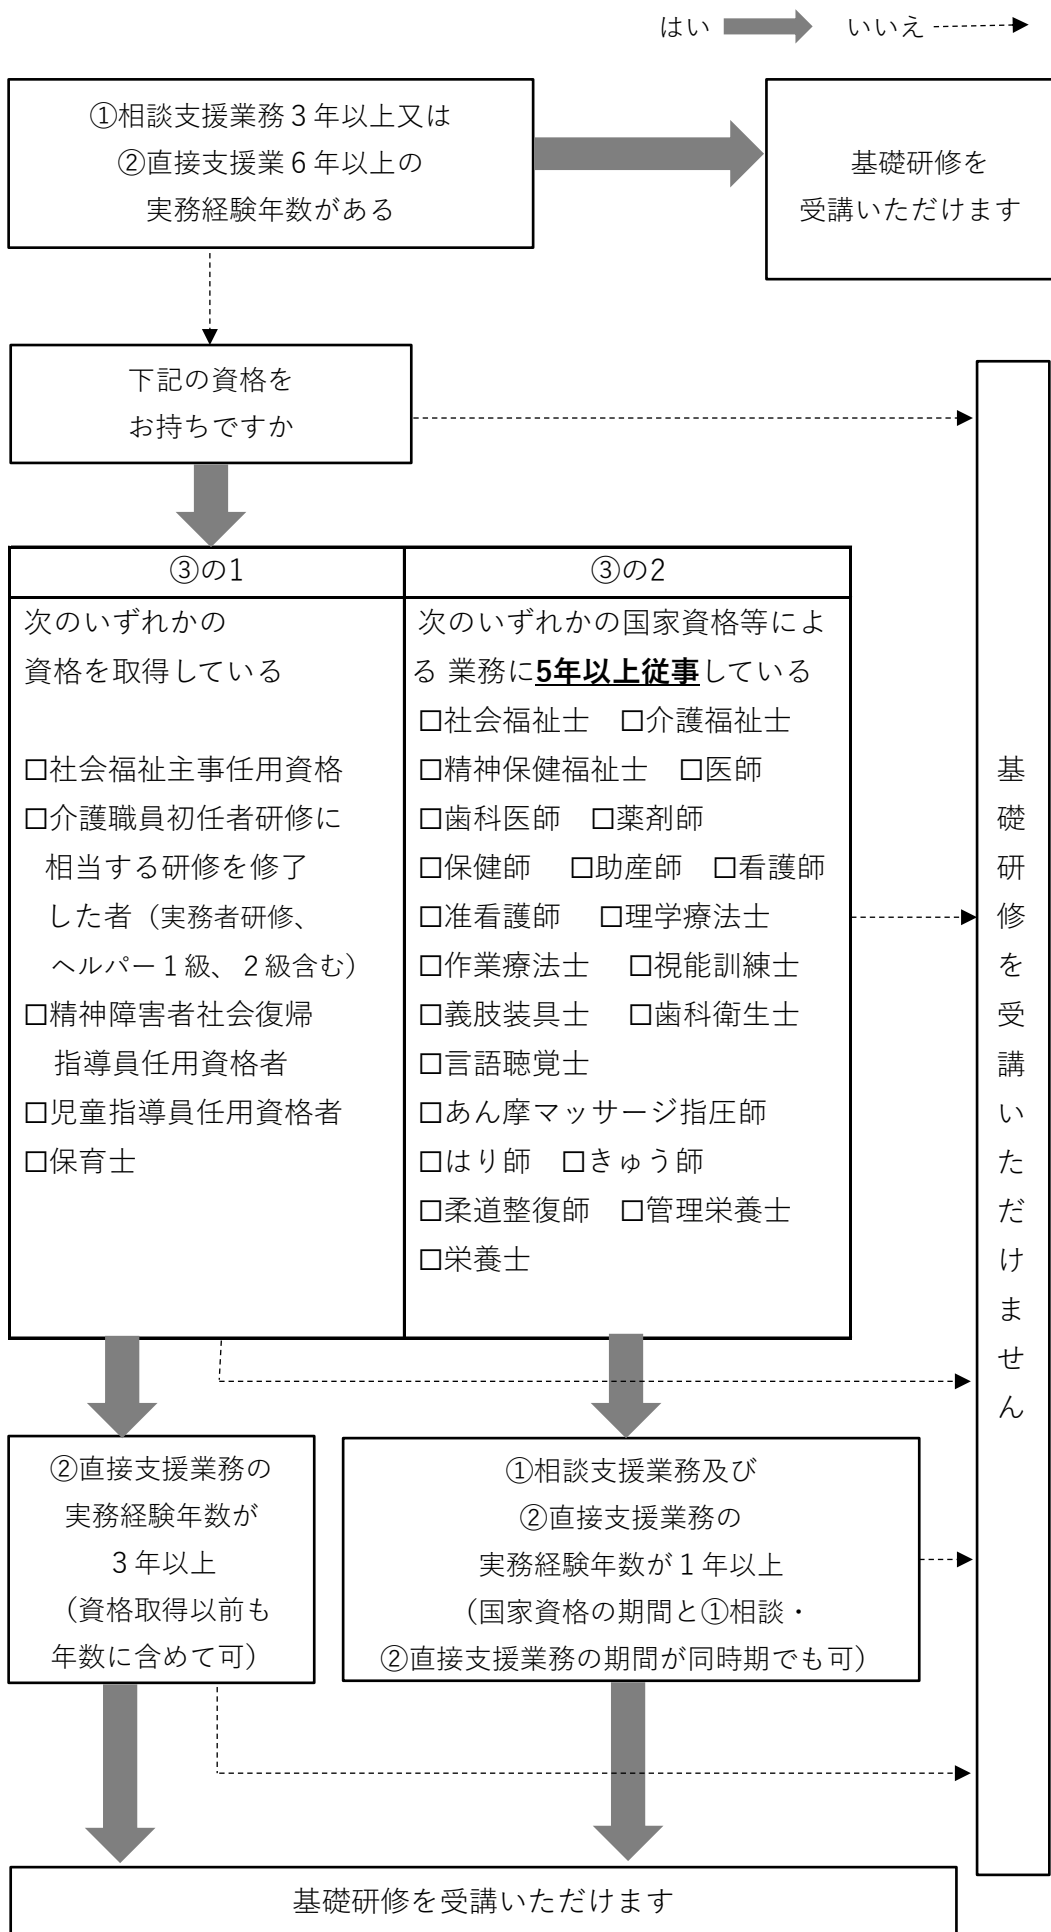 はい いいえ
①相談支援業務3年以上又は
②直接支援業6年以上の
実務経験年数がある
基礎研修を
受講いただけます
下記の資格を
お持ちですか
③の1
次のいずれかの
資格を取得している
□社会福祉主事任用資格
□介護職員初任者研修に
相当する研修を修了
した者（実務者研修、
ヘルパー１級、２級含む）
□精神障害者社会復帰
指導員任用資格者
□児童指導員任用資格者
□保育士
③の2
次のいずれかの国家資格等によ
る 業務に5年以上従事している
□社会福祉士 □介護福祉士
□精神保健福祉士 □医師
□歯科医師 □薬剤師
□保健師 □助産師 □看護師
□准看護師 □理学療法士
□作業療法士 □視能訓練士
□義肢装具士 □歯科衛生士
□言語聴覚士
□あん摩マッサージ指圧師
□はり師 □きゅう師
□柔道整復師 □管理栄養士
□栄養士
基礎研修を受講いただけません
②直接支援業務の
実務経験年数が
３年以上
（資格取得以前も
年数に含めて可）
①相談支援業務及び
②直接支援業務の
実務経験年数が１年以上
（国家資格の期間と①相談・
②直接支援業務の期間が同時期でも可）
基礎研修を受講いただけます